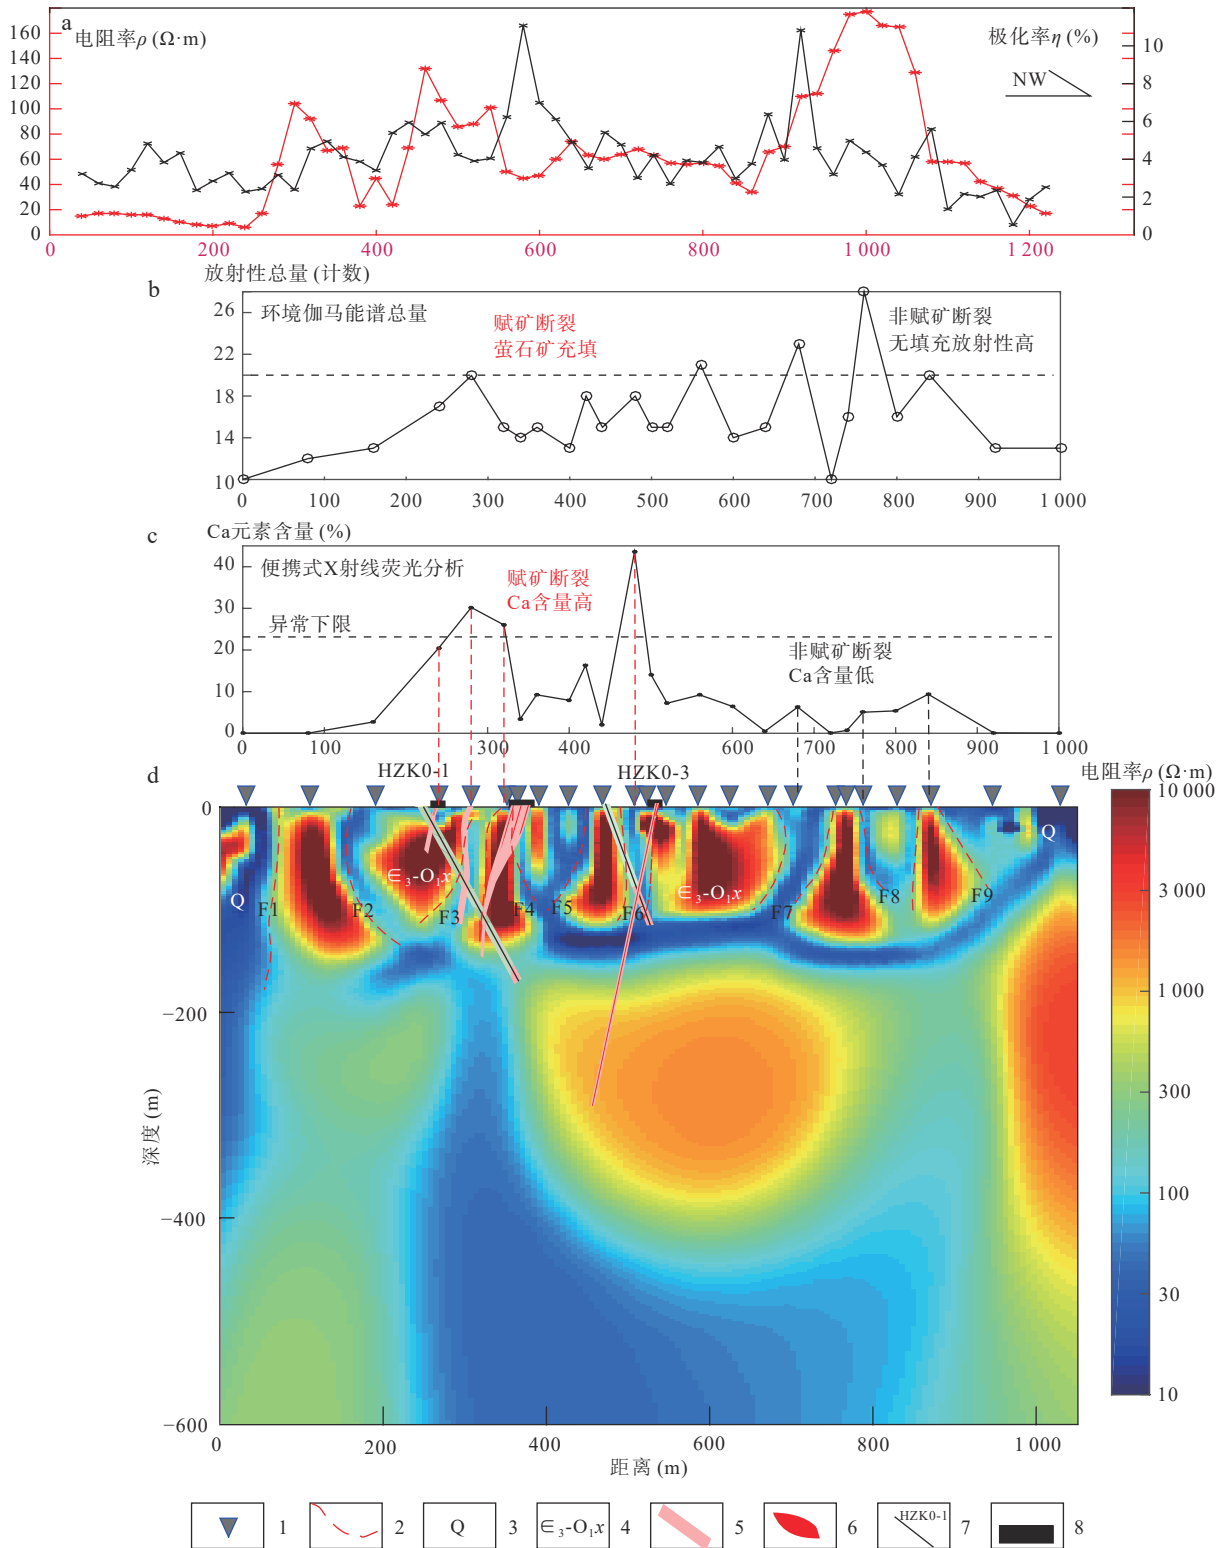 a
电阻率ρ (Ω·m)
极化率η (%)
NW
160
140
120
100
80
60
40
20
0
10
8
6
4
2
0
0
200
400
600
800
1 000
1 200
放射性总量 (计数)
b
环境伽马能谱总量
赋矿断裂
萤石矿充填
非赋矿断裂
无填充放射性高
26
22
18
14
10
0
100
200
300
400
500
600
700
800
900
1 000
Ca元素含量 (%)
c
便携式X射线荧光分析
赋矿断裂
Ca含量高
异常下限
非赋矿断裂
Ca含量低
40
30
20
10
0
0
100
300
400
600
700
800
1 000
d
HZK0-1
HZK0-3
电阻率ρ (Ω·m)
10 000
3 000
1 000
300
100
30
10
0
−200
−400
−600
深度 (m)
Q
Q
∈₃-O₁x
∈₃-O₁x
F1
F2
F3
F4
F5
F6
F7
F8
F9
0
200
400
600
800
1 000
距离 (m)
1
2
Q 3
∈₃-O₁x 4
5
6
HZK0-1 7
8